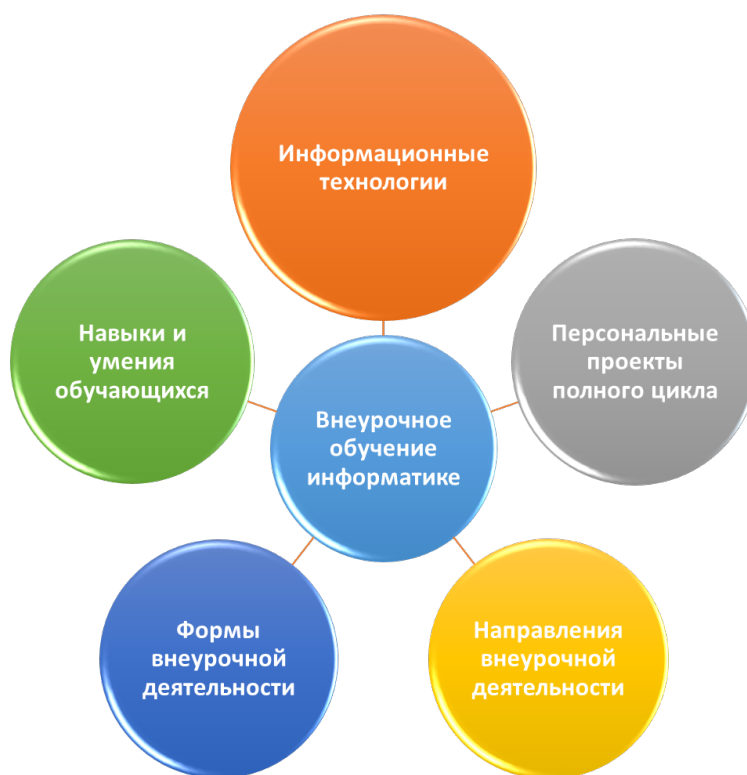 Информационные
технологии
Навыки и
умения
обучающихся
Персональные
проекты
полного цикла
Внеурочное
обучение
информатике
Формы
внеурочной
деятельности
Направления
внеурочной
деятельности